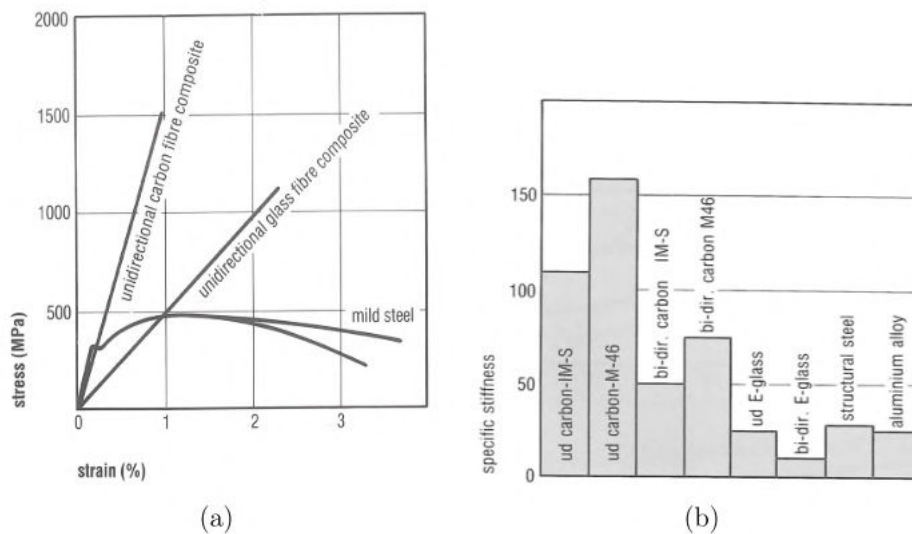 2000
1500
1000
500
0
stress (MPa)
unidirectional carbon fibre composite
unidirectional glass fibre composite
mild steel
0 1 2 3
strain (%)
(a)
150
100
50
0
specific stiffness
ud carbon-IM-S
ud carbon-M-46
bi-dir. carbon IM-S
bi-dir. carbon M46
ud E-glass
bi-dir. E-glass
structural steel
aluminium alloy
(b)